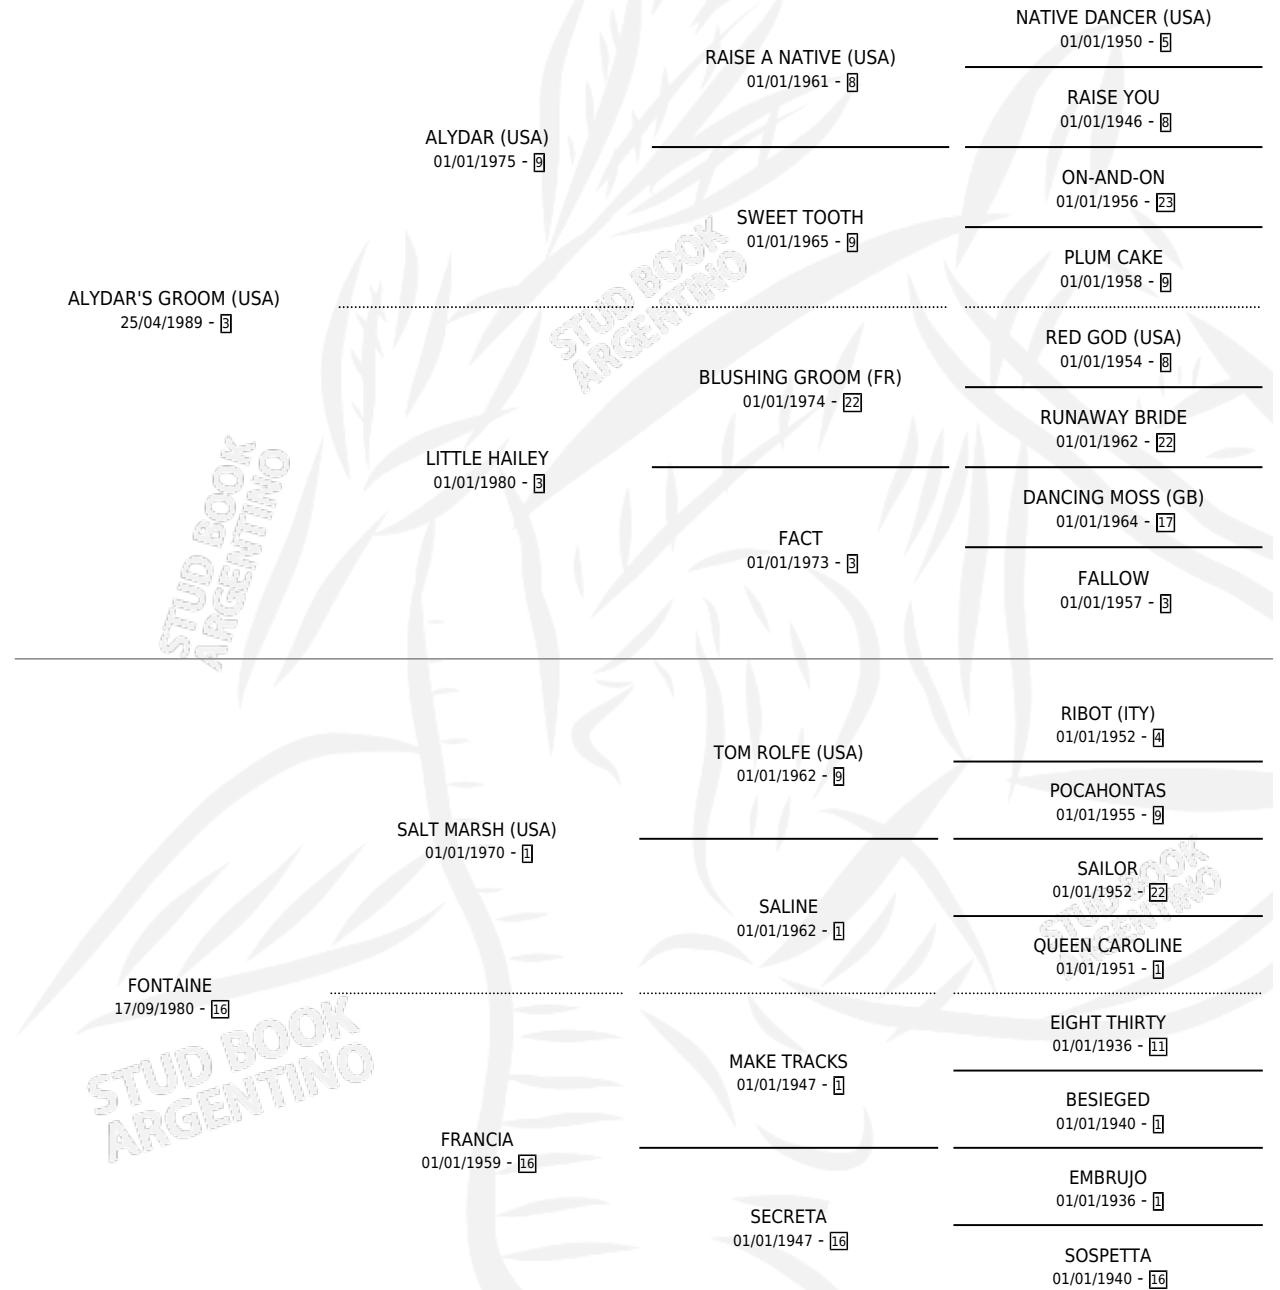 NATIVE DANCER (USA)
01/01/1950 - 5
RAISE A NATIVE (USA)
01/01/1961 - 8
RAISE YOU
01/01/1946 - 8
ALYDAR (USA)
01/01/1975 - 9
ON-AND-ON
01/01/1956 - 23
SWEET TOOTH
01/01/1965 - 9
PLUM CAKE
01/01/1958 - 9
ALYDAR'S GROOM (USA)
25/04/1989 - 3
RED GOD (USA)
01/01/1954 - 8
BLUSHING GROOM (FR)
01/01/1974 - 22
RUNAWAY BRIDE
01/01/1962 - 22
LITTLE HAILEY
01/01/1980 - 3
DANCING MOSS (GB)
01/01/1964 - 17
FACT
01/01/1973 - 3
FALLOW
01/01/1957 - 3
RIBOT (ITY)
01/01/1952 - 4
TOM ROLFE (USA)
01/01/1962 - 9
POCAHONTAS
01/01/1955 - 9
SALT MARSH (USA)
01/01/1970 - 1
SAILOR
01/01/1952 - 22
SALINE
01/01/1962 - 1
QUEEN CAROLINE
01/01/1951 - 1
FONTAINE
17/09/1980 - 16
EIGHT THIRTY
01/01/1936 - 11
MAKE TRACKS
01/01/1947 - 1
BESIEGED
01/01/1940 - 1
FRANCIA
01/01/1959 - 16
EMBRUJO
01/01/1936 - 1
SECRETA
01/01/1947 - 16
SOSPETTA
01/01/1940 - 16
STUD BOOK
ARGENTINO
STUD BOOK
ARGENTINO
STUD BOOK
ARGENTINO
STUD BOOK
ARGENTINO